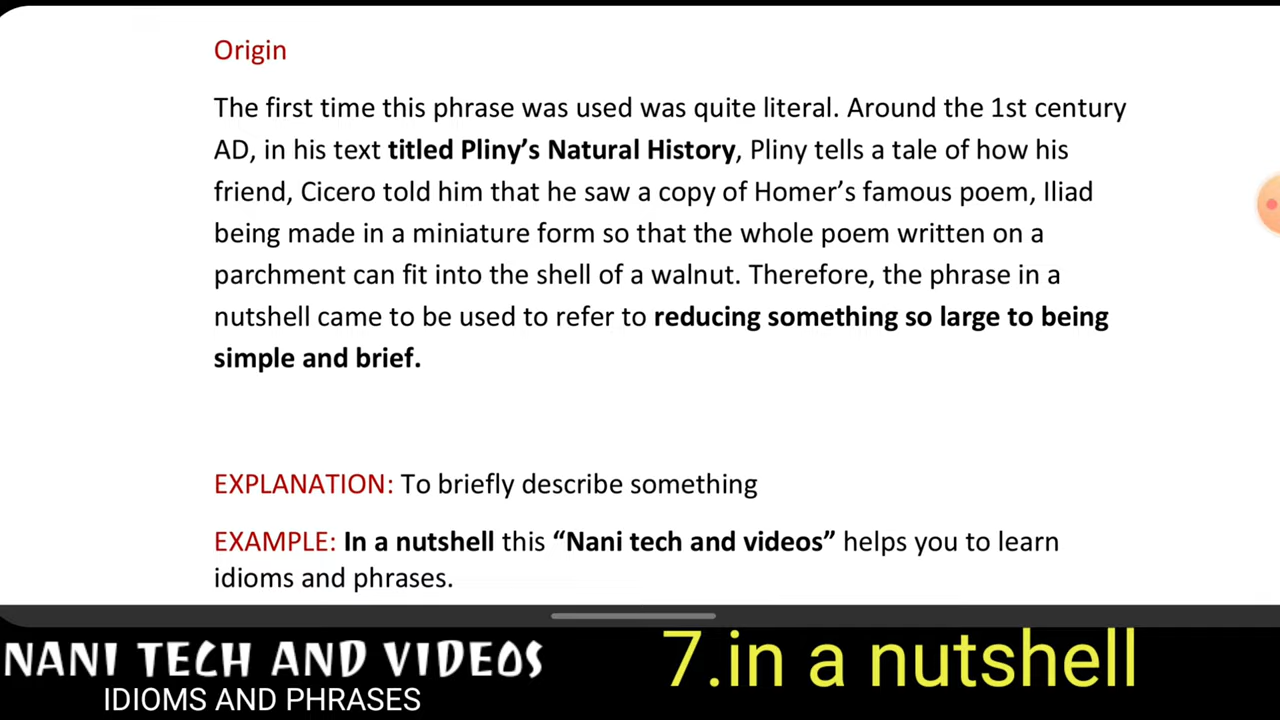 Origin
The first time this phrase was used was quite literal. Around the 1st century
AD, in his text titled Pliny’s Natural History, Pliny tells a tale of how his
friend, Cicero told him that he saw a copy of Homer’s famous poem, Iliad
being made in a miniature form so that the whole poem written on a
parchment can fit into the shell of a walnut. Therefore, the phrase in a
nutshell came to be used to refer to reducing something so large to being
simple and brief.
EXPLANATION: To briefly describe something
EXAMPLE: In a nutshell this “Nani tech and videos” helps you to learn
idioms and phrases.
NANI TECH AND VIDEOS
IDIOMS AND PHRASES
7.in a nutshell